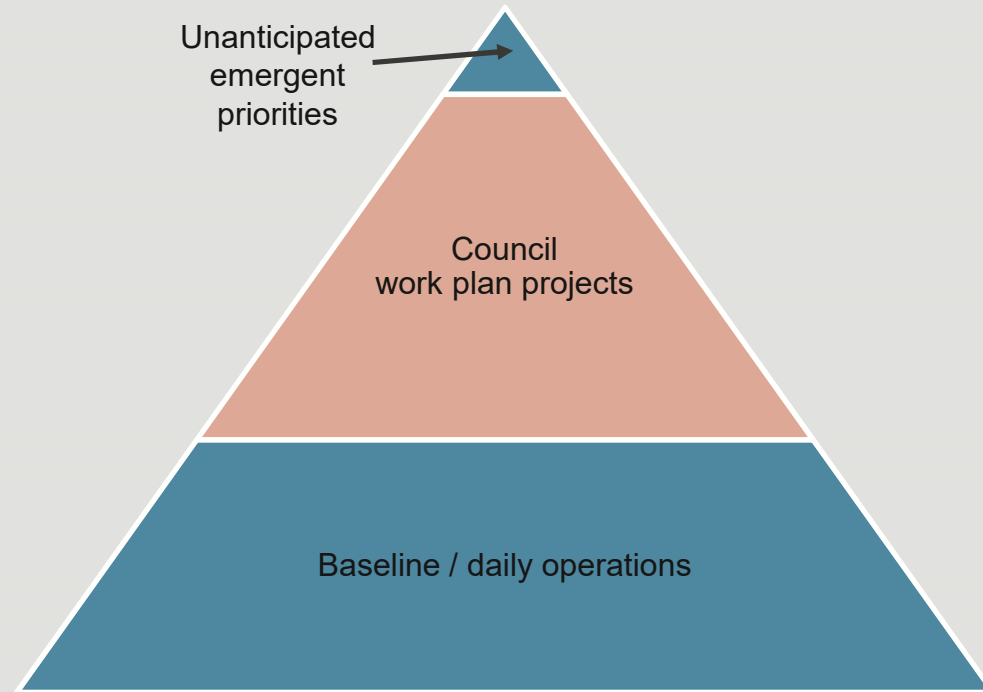 Unanticipated
emergent
priorities
Council
work plan projects
Baseline / daily operations